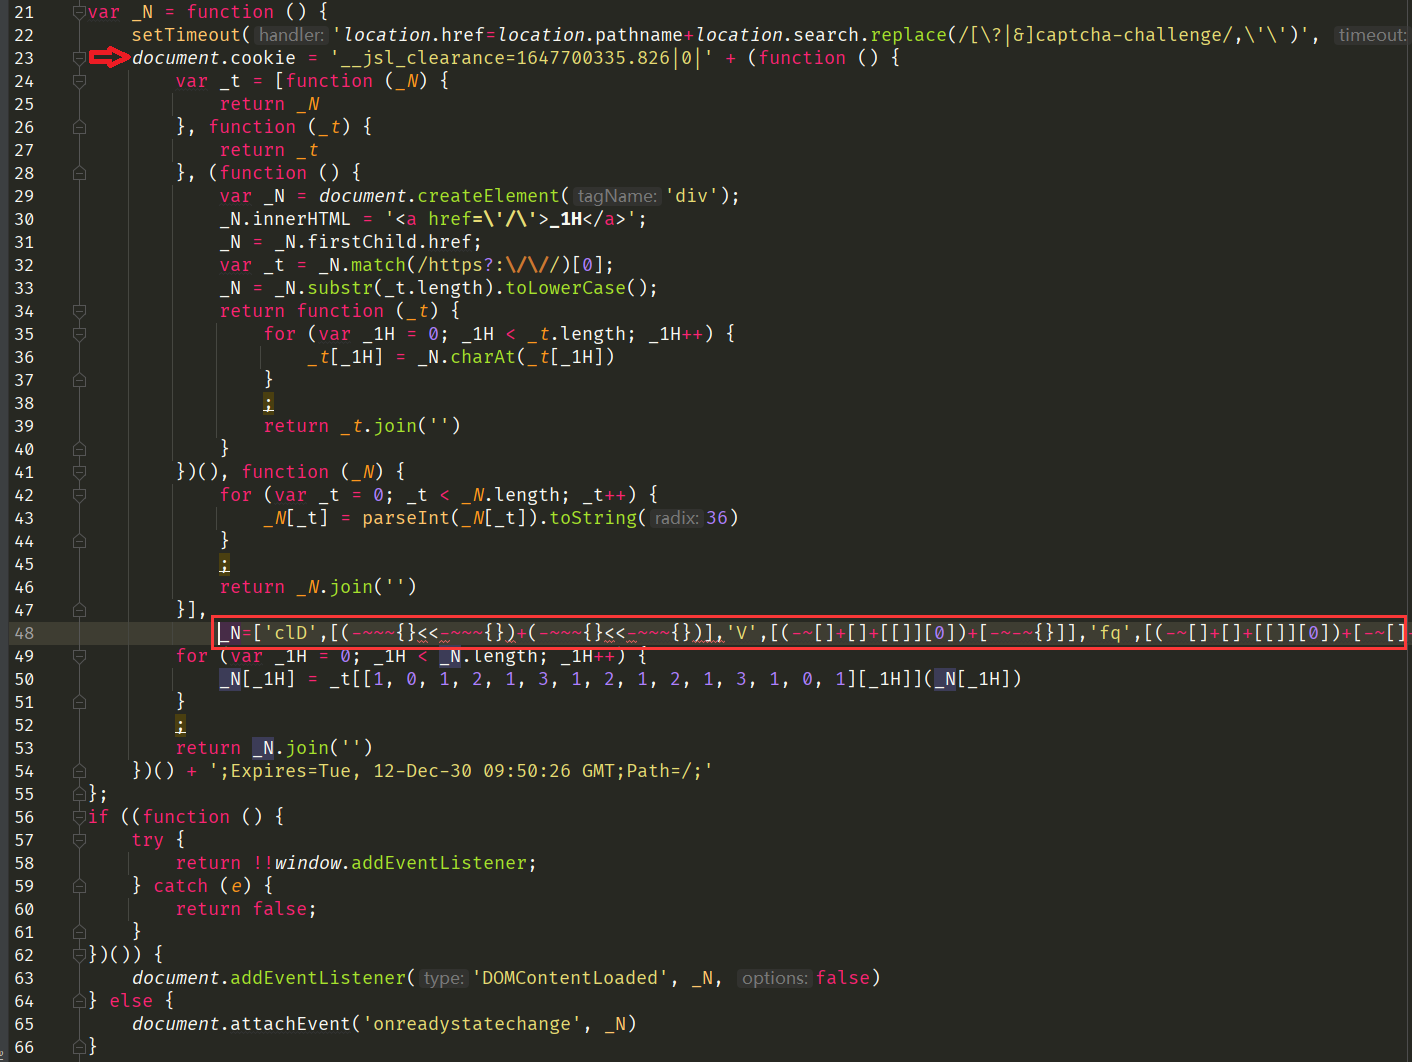 21 var _N = function () {
22 setTimeout( handler: 'location.href=location.pathname+location.search.replace(/[\?|&]captcha-challenge/,\'\')', timeout:
23 document.cookie = '__jsl_clearance=1647700335.826|0|' + (function () {
24 var _t = [function (_N) {
25 return _N
26 }, function (_t) {
27 return _t
28 }, (function () {
29 var _N = document.createElement( tagName: 'div');
30 _N.innerHTML = '<a href=\'/\'>_1H</a>';
31 _N = _N.firstChild.href;
32 var _t = _N.match(/https?:\/\//)[0];
33 _N = _N.substr(_t.length).toLowerCase();
34 return function (_t) {
35 for (var _1H = 0; _1H < _t.length; _1H++) {
36 _t[_1H] = _N.charAt(_t[_1H])
37 }
38 ;
39 return _t.join('')
40 }
41 })(), function (_N) {
42 for (var _t = 0; _t < _N.length; _t++) {
43 _N[_t] = parseInt(_N[_t]).toString( radix: 36)
44 }
45 ;
46 return _N.join('')
47 }],
48 _N=['clD',[(-~~~{}<<-~~~{})+(-~~~{}<<-~~~{})],'V',[(-~[]+[]+[[]][0])+[-~-~{}]],'fq',[(-~[]+[]+[[]][0])+[-~[]
49 for (var _1H = 0; _1H < _N.length; _1H++) {
50 _N[_1H] = _t[[1, 0, 1, 2, 1, 3, 1, 2, 1, 2, 1, 3, 1, 0, 1][_1H]](_N[_1H])
51 }
52 ;
53 return _N.join('')
54 })() + ';Expires=Tue, 12-Dec-30 09:50:26 GMT;Path=/;'
55 };
56 if ((function () {
57 try {
58 return !!window.addEventListener;
59 } catch (e) {
60 return false;
61 }
62 })()) {
63 document.addEventListener( type: 'DOMContentLoaded', _N, options: false)
64 } else {
65 document.attachEvent('onreadystatechange', _N)
66 }